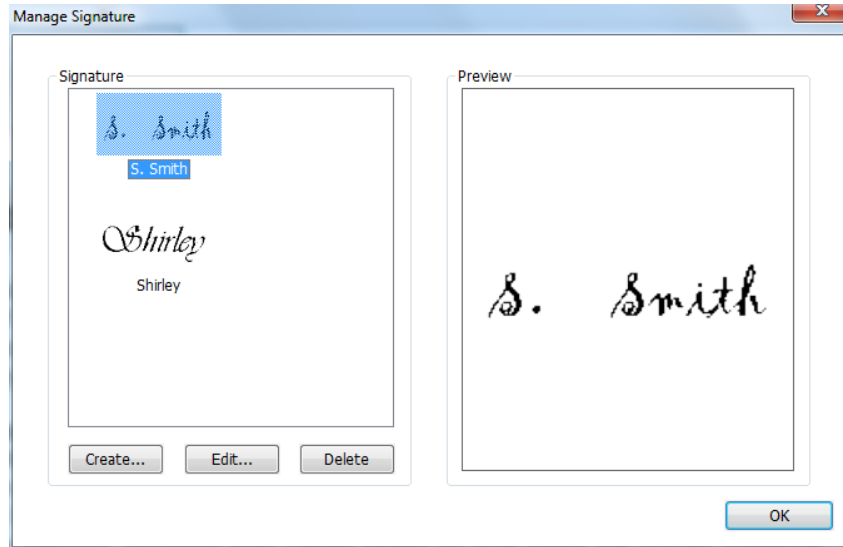 Manage Signature
Signature
S. Smith
S. Smith
Shirley
Shirley
Create... Edit... Delete
Preview
S. Smith
OK